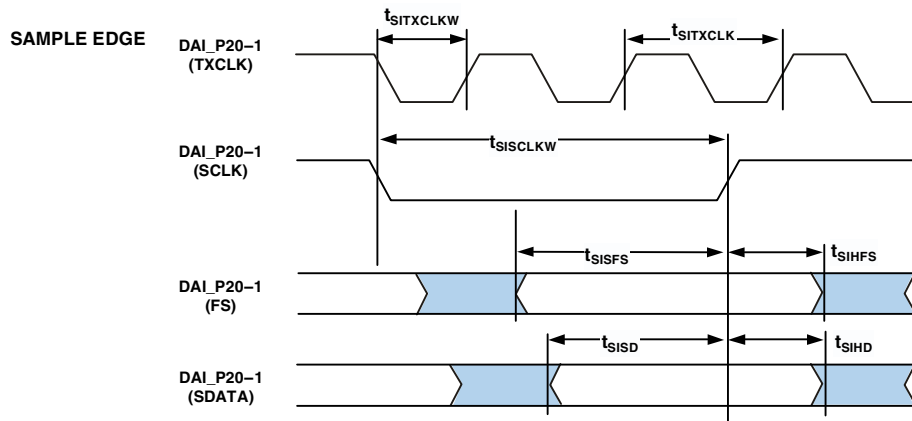 SAMPLE EDGE
DAI_P20–1
(TXCLK)
tSITXCLKW
tSITXCLK
DAI_P20–1
(SCLK)
tSISCLKW
DAI_P20–1
(FS)
tSISFS
tSIHFS
DAI_P20–1
(SDATA)
tSISD
tSIHD